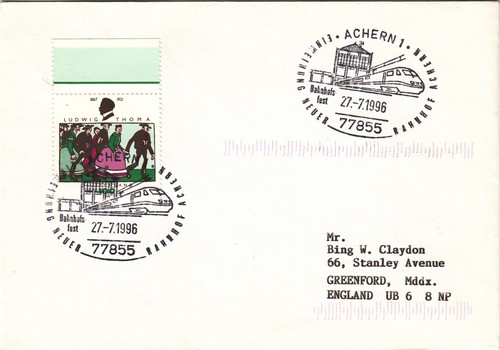 1867 1921
LUDWIG THOMA
ACHERN
EINWEIHUNG NEUER BAHNHOF ACHERN
Bahnhofs
fest
27.-7.1996
77855
· ACHERN 1 ·
EINWEIHUNG NEUER BAHNHOF ACHERN
Bahnhofs
fest
27.-7.1996
77855
Mr.
Bing W. Claydon
66, Stanley Avenue
GREENFORD, Mddx.
ENGLAND UB 6 8 NP